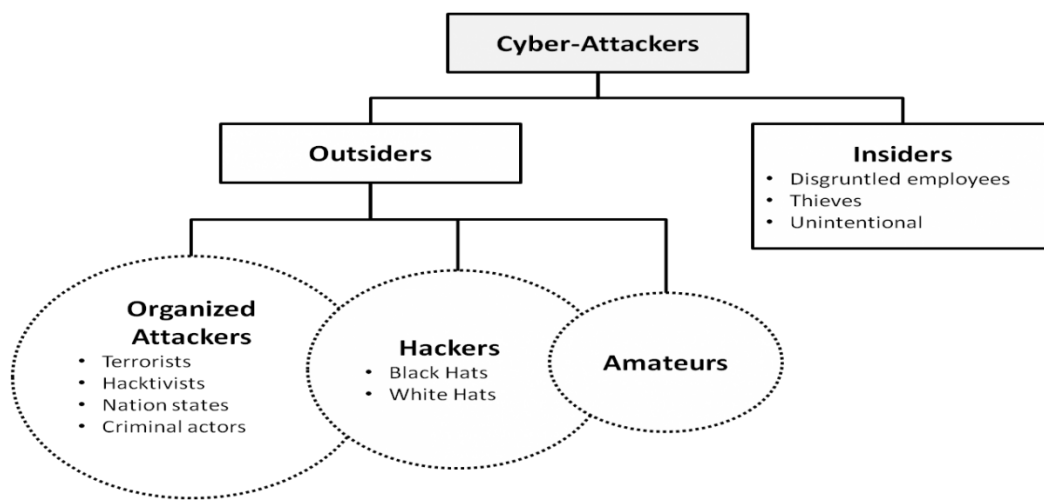 Cyber-Attackers
Outsiders
Insiders
• Disgruntled employees
• Thieves
• Unintentional
Organized
Attackers
• Terrorists
• Hacktivists
• Nation states
• Criminal actors
Hackers
• Black Hats
• White Hats
Amateurs